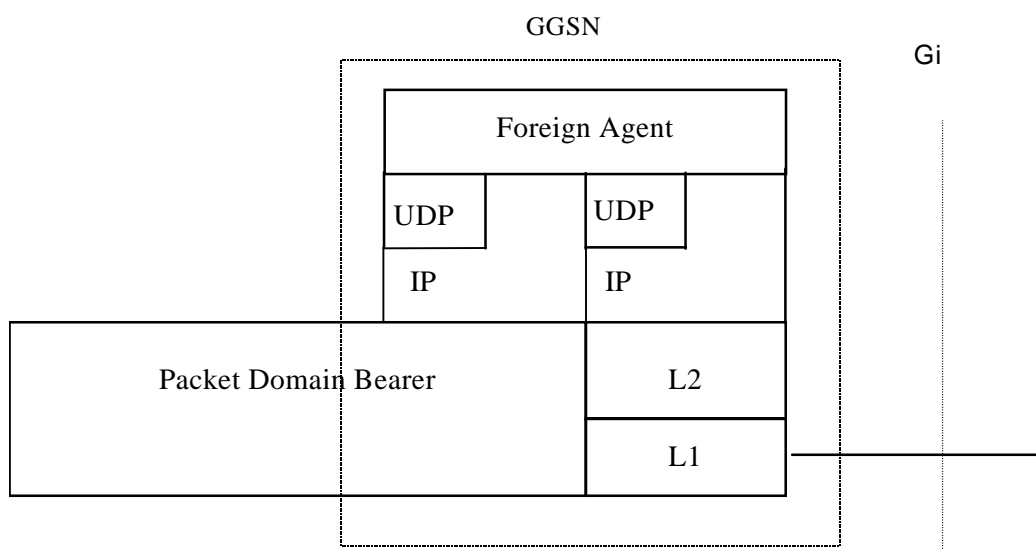 GGSN
Gi
Foreign Agent
UDP
UDP
IP
IP
Packet Domain Bearer
L2
L1